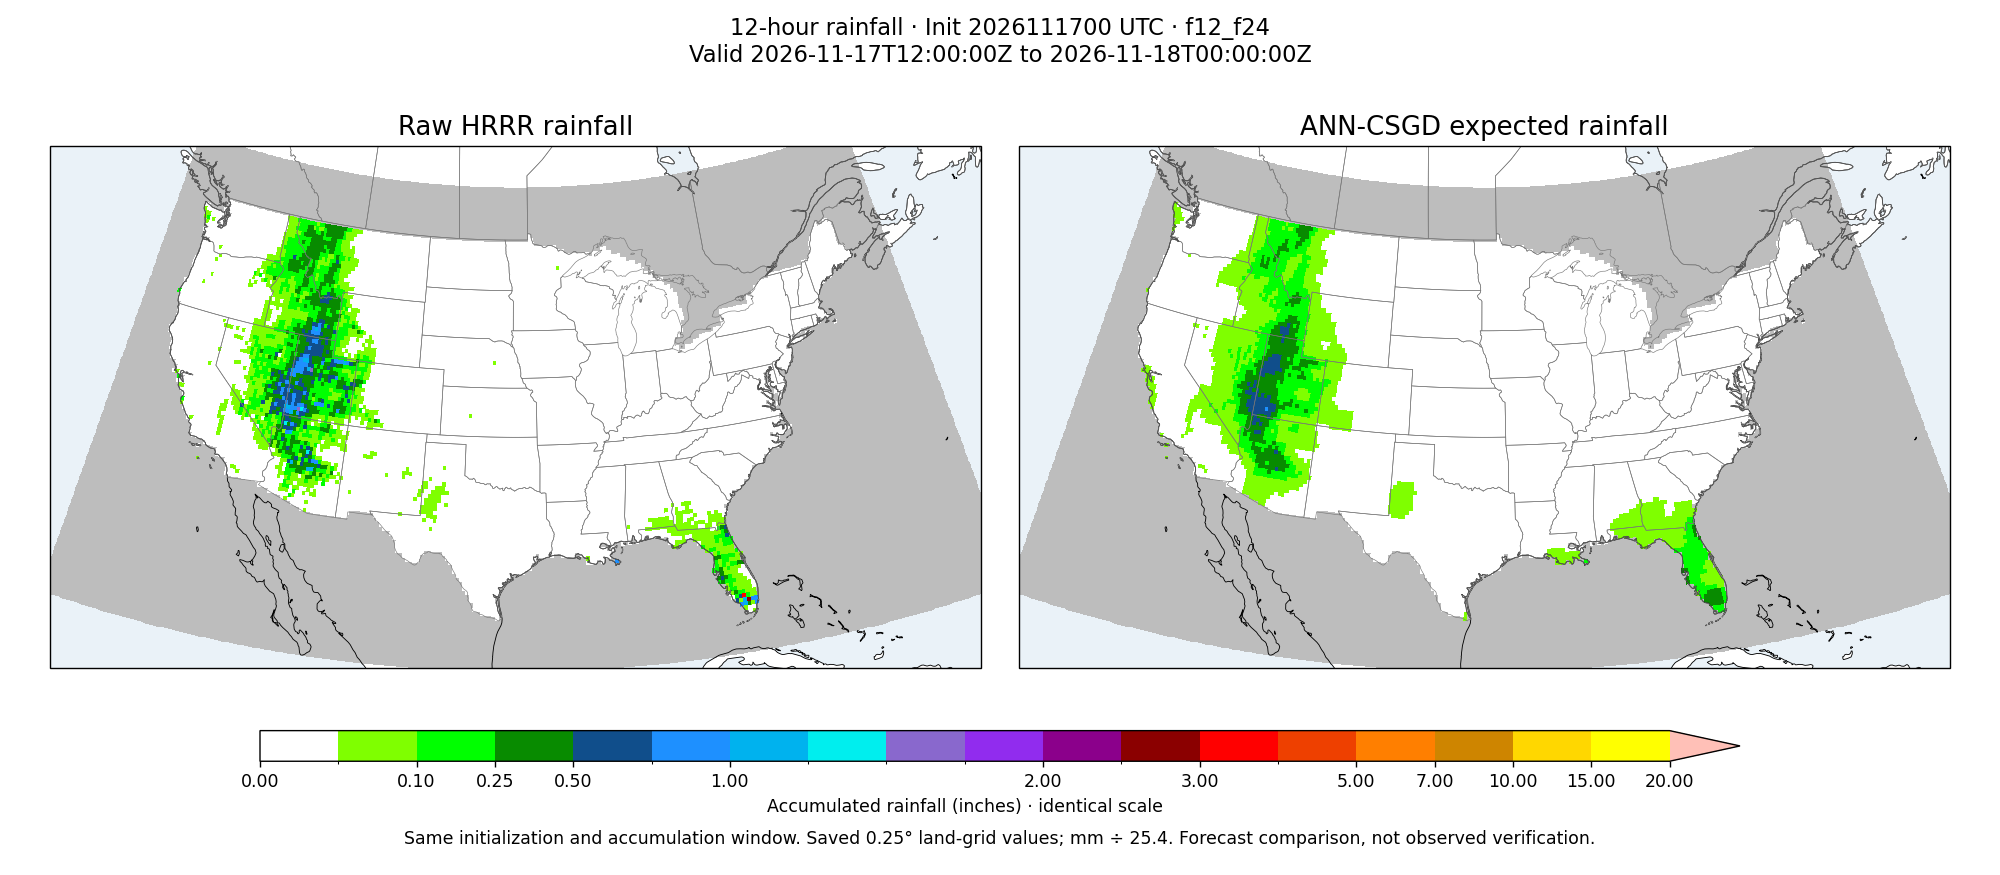 12-hour rainfall · Init 2026111700 UTC · f12_f24
Valid 2026-11-17T12:00:00Z to 2026-11-18T00:00:00Z
Raw HRRR rainfall
ANN-CSGD expected rainfall
0.00 0.10 0.25 0.50 1.00 2.00 3.00 5.00 7.00 10.00 15.00 20.00
Accumulated rainfall (inches) · identical scale
Same initialization and accumulation window. Saved 0.25° land-grid values; mm ÷ 25.4. Forecast comparison, not observed verification.